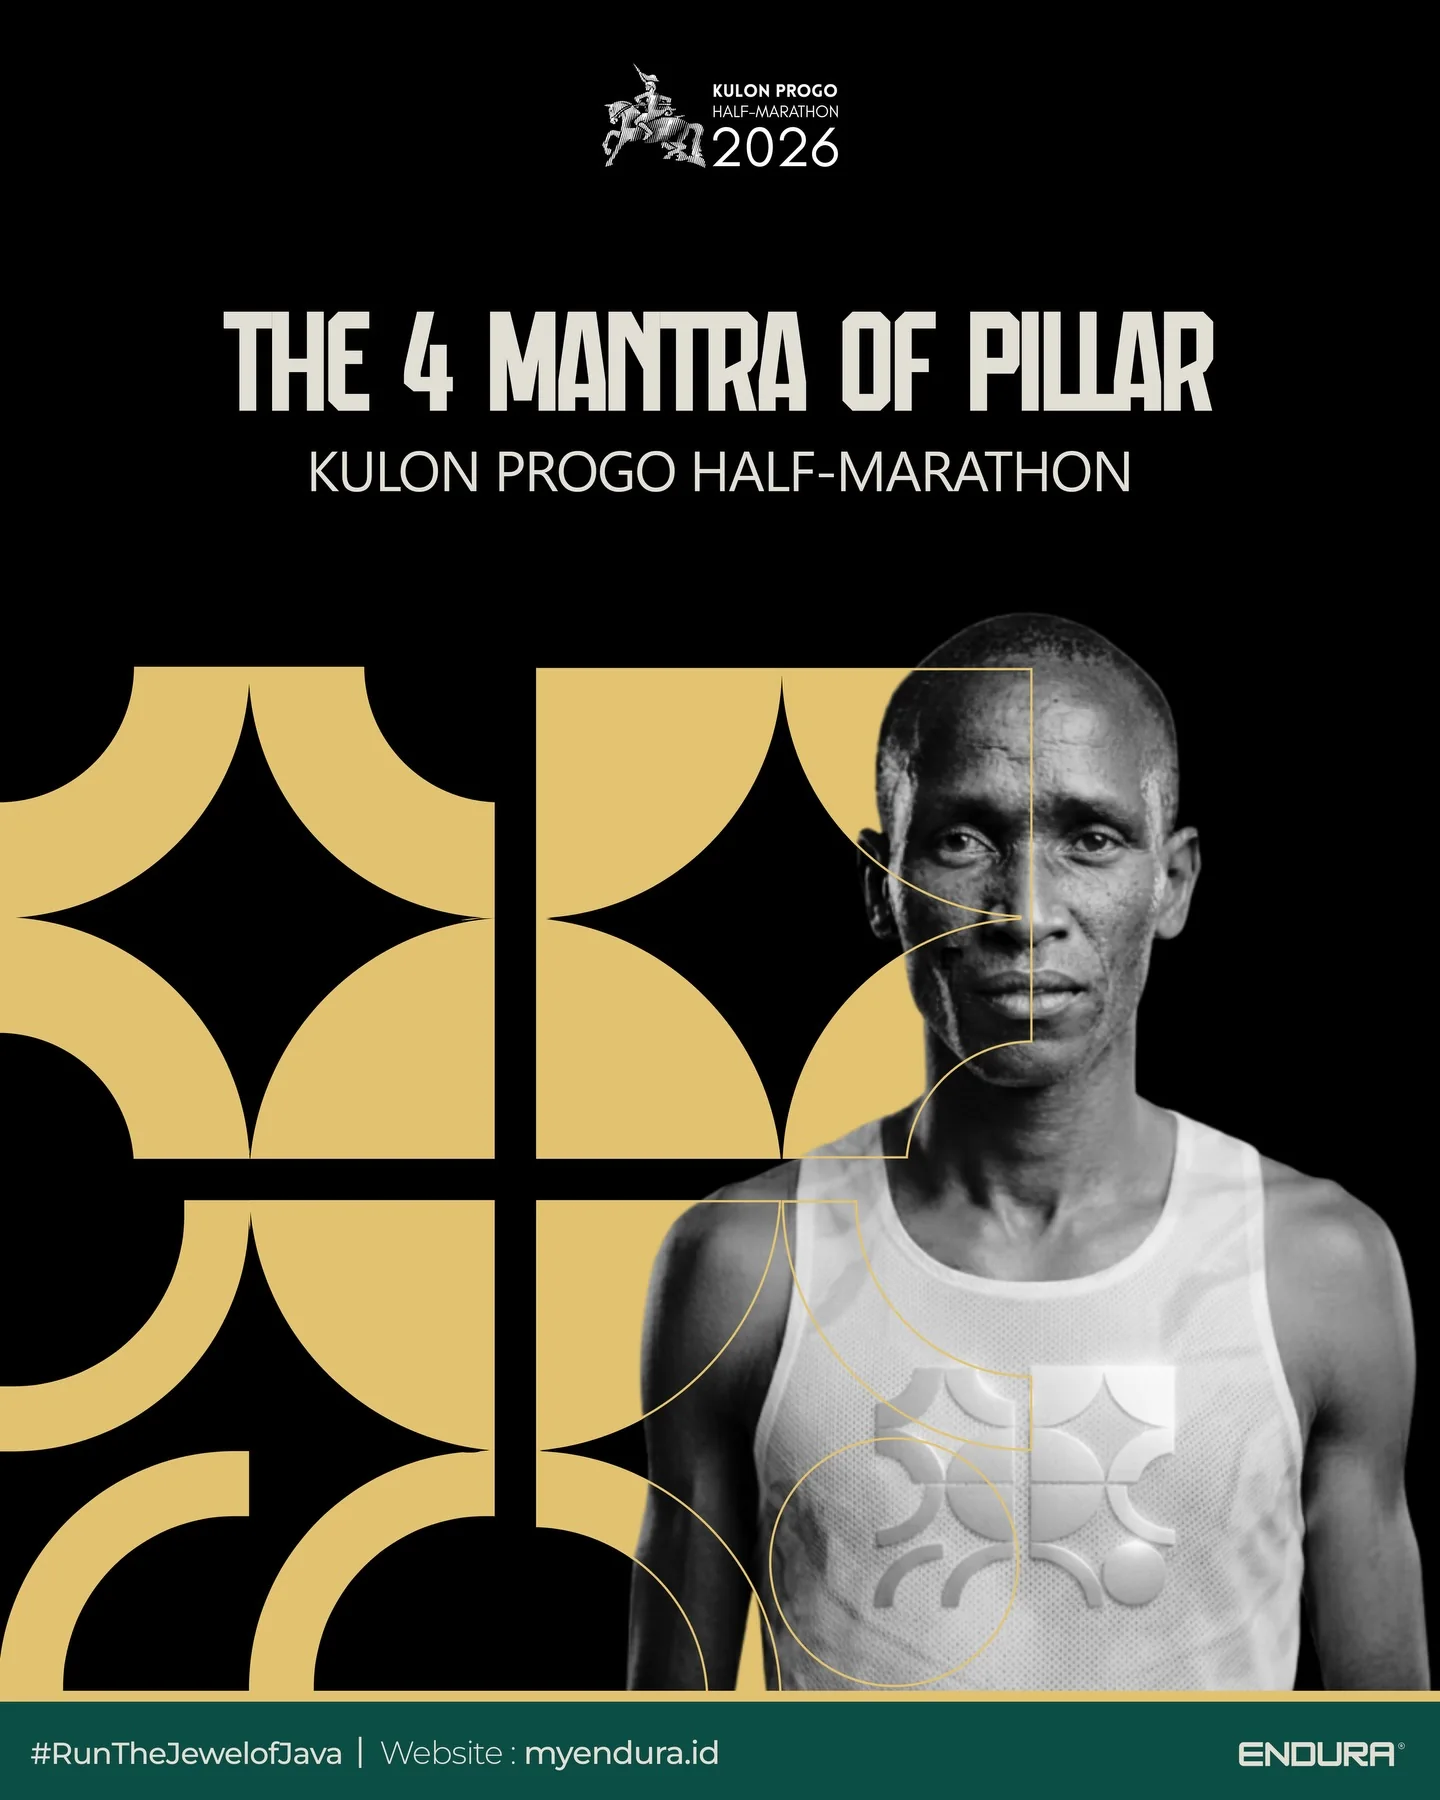 KULON PROGO
HALF-MARATHON
2026
THE 4 MANTRA OF PILLAR
KULON PROGO HALF-MARATHON
#RunTheJewelofJava | Website : myendura.id
ENDURA®